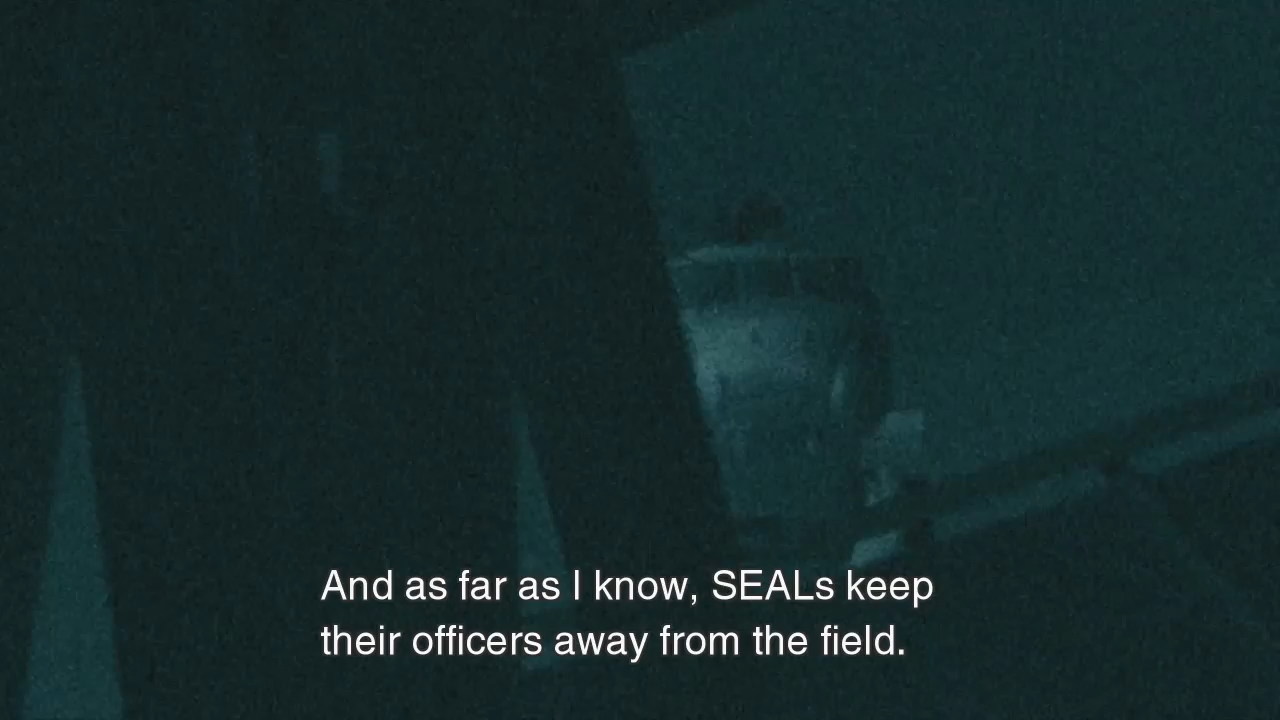 And as far as I know, SEALs keep
their officers away from the field.